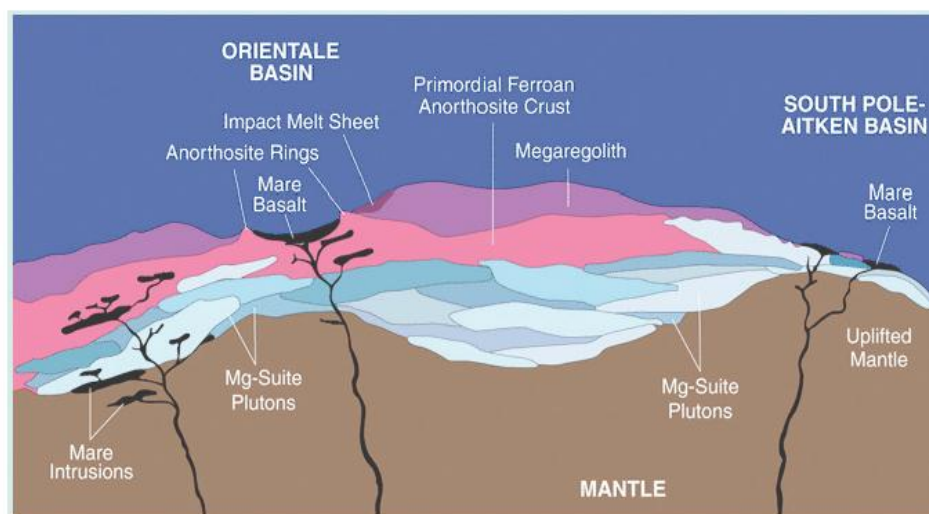 ORIENTALE
BASIN
Primordial Ferroan
Anorthosite Crust
SOUTH POLE-
AITKEN BASIN
Impact Melt Sheet
Anorthosite Rings
Megaregolith
Mare
Basalt
Mare
Basalt
Uplifted
Mantle
Mg-Suite
Plutons
Mg-Suite
Plutons
Mare
Intrusions
MANTLE